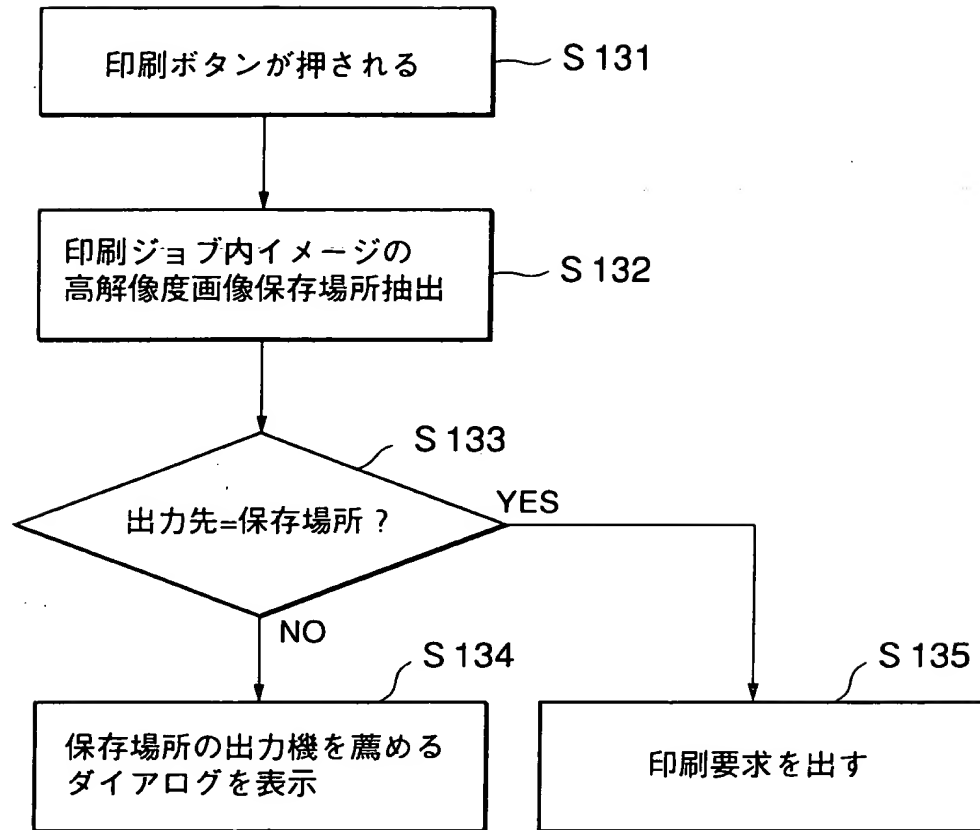 印刷ボタンが押される
S 131
印刷ジョブ内イメージの
高解像度画像保存場所抽出
S 132
S 133
出力先=保存場所？
YES
NO
S 134
保存場所の出力機を薦める
ダイアログを表示
S 135
印刷要求を出す